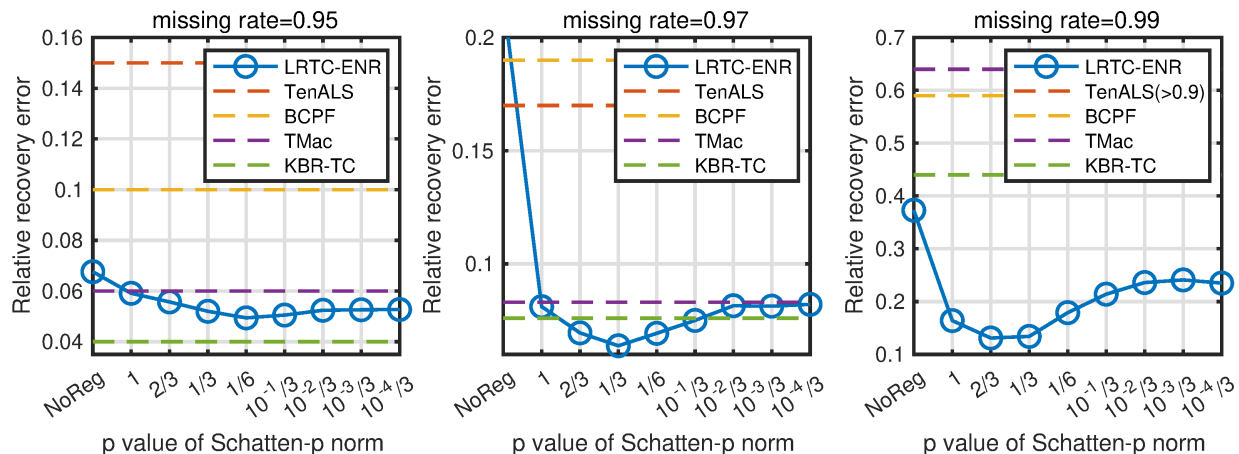 missing rate=0.95
0.16
0.14
0.12
0.1
0.08
0.06
0.04
Relative recovery error
LRTC-ENR
TenALS
BCPF
TMac
KBR-TC
NoReg
1
2/3
1/3
1/6
10⁻¹/3
10⁻²/3
10⁻³/3
10⁻⁴/3
p value of Schatten-p norm
missing rate=0.97
0.2
0.15
0.1
Relative recovery error
LRTC-ENR
TenALS
BCPF
TMac
KBR-TC
NoReg
1
2/3
1/3
1/6
10⁻¹/3
10⁻²/3
10⁻³/3
10⁻⁴/3
p value of Schatten-p norm
missing rate=0.99
0.7
0.6
0.5
0.4
0.3
0.2
0.1
Relative recovery error
LRTC-ENR
TenALS(>0.9)
BCPF
TMac
KBR-TC
NoReg
1
2/3
1/3
1/6
10⁻¹/3
10⁻²/3
10⁻³/3
10⁻⁴/3
p value of Schatten-p norm